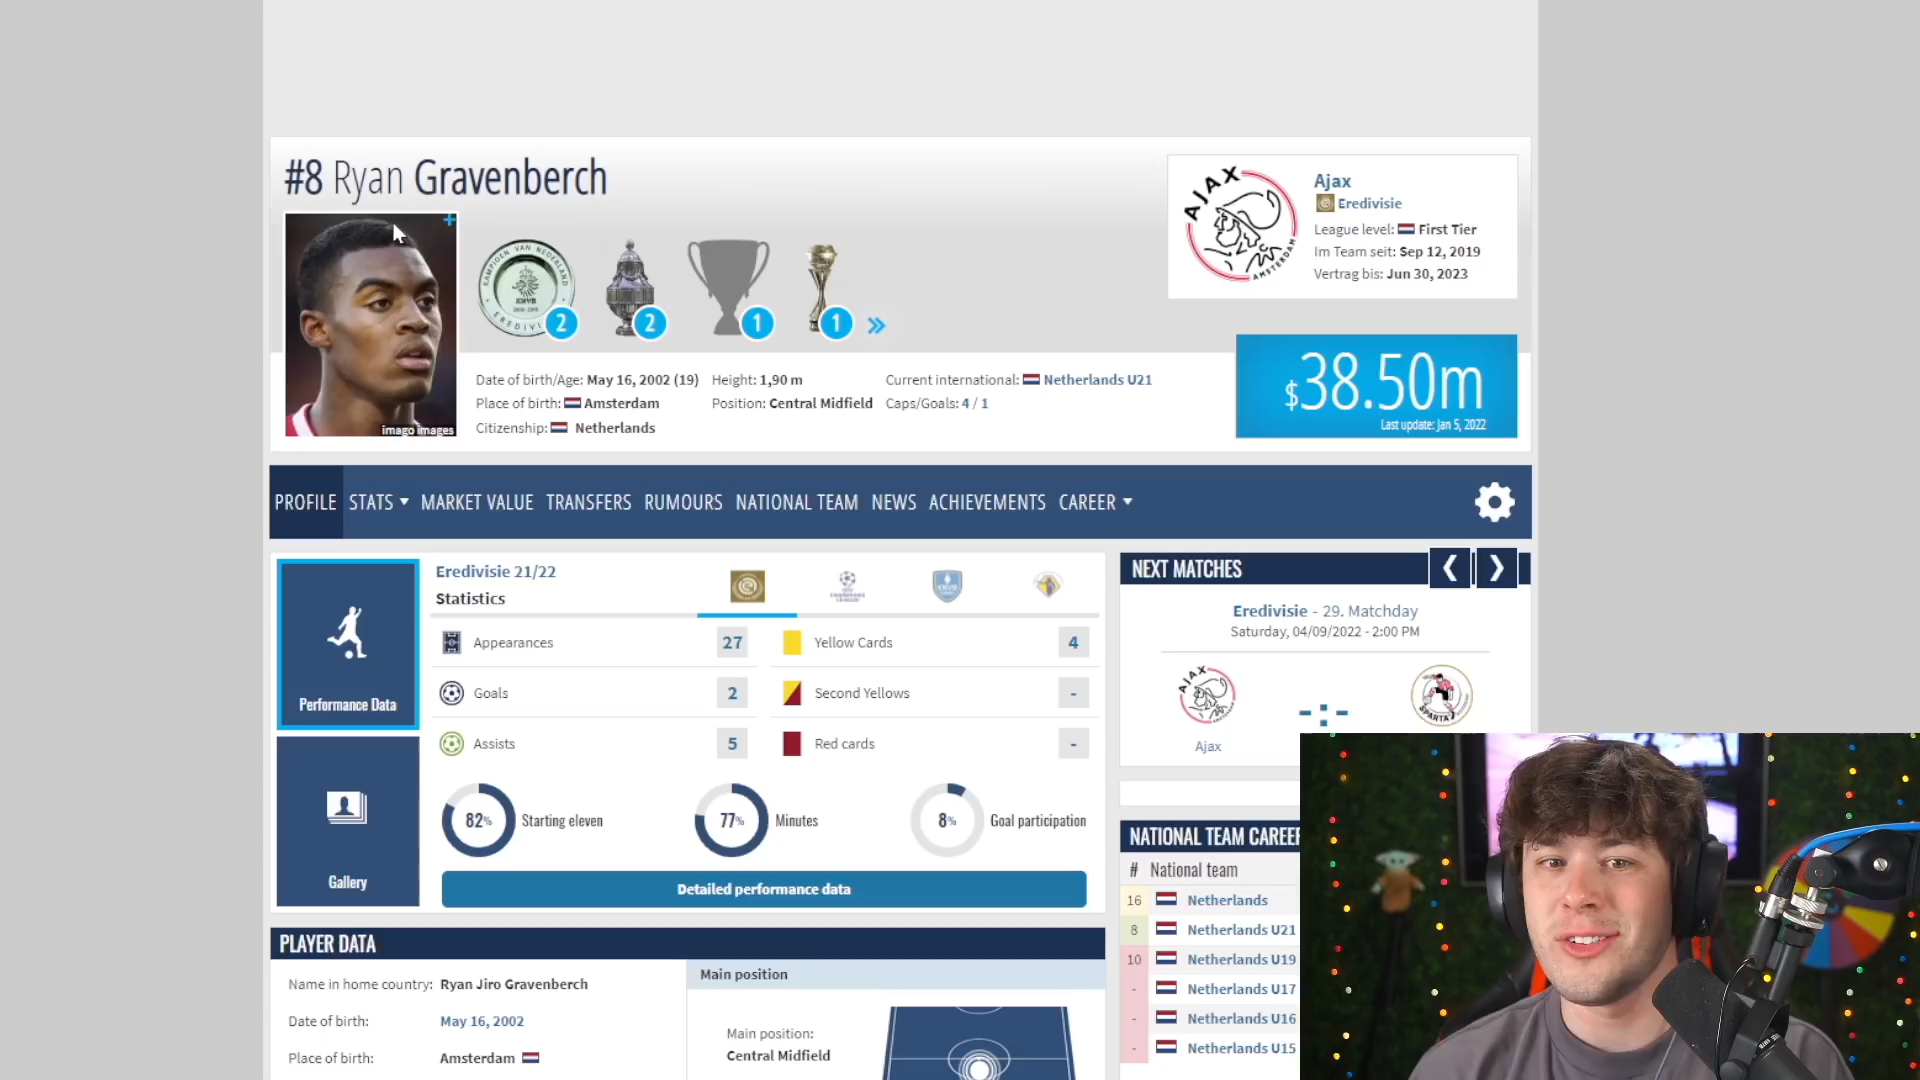 #8 Ryan Gravenberch
imago images
KAMPIOEN VAN NEDERLAND
KNVB
2
2
1
1
Date of birth/Age: May 16, 2002 (19)
Place of birth: Amsterdam
Citizenship: Netherlands
Height: 1,90 m
Position: Central Midfield
Current international: Netherlands U21
Caps/Goals: 4 / 1
AJAX
AMSTERDAM
Ajax
Eredivisie
League level: First Tier
Im Team seit: Sep 12, 2019
Vertrag bis: Jun 30, 2023
$38.50m
Last update: Jan 5, 2022
PROFILE STATS MARKET VALUE TRANSFERS RUMOURS NATIONAL TEAM NEWS ACHIEVEMENTS CAREER
Performance Data
Gallery
Eredivisie 21/22
Statistics
Appearances 27
Yellow Cards 4
Goals 2
Second Yellows -
Assists 5
Red cards -
82% Starting eleven
77% Minutes
8% Goal participation
Detailed performance data
PLAYER DATA
Name in home country: Ryan Jiro Gravenberch
Date of birth: May 16, 2002
Place of birth: Amsterdam
Main position
Main position:
Central Midfield
NEXT MATCHES
Eredivisie - 29. Matchday
Saturday, 04/09/2022 - 2:00 PM
AJAX
SPARTA
-:-
Ajax
NATIONAL TEAM CAREER
# National team
16 Netherlands
8 Netherlands U21
10 Netherlands U19
- Netherlands U17
- Netherlands U16
- Netherlands U15